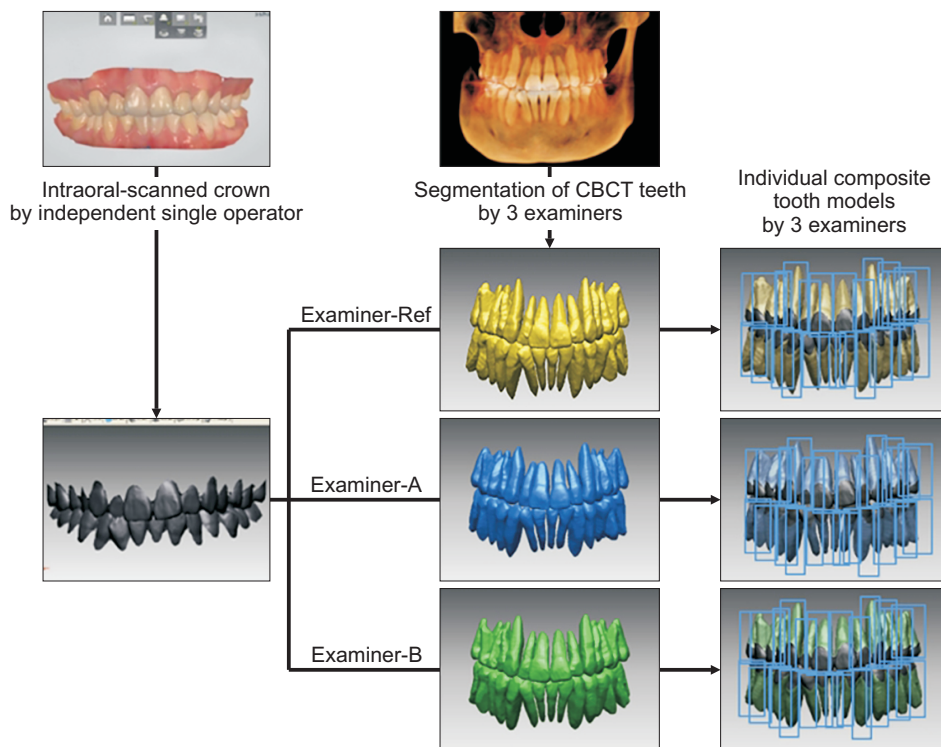 Intraoral-scanned crown
by independent single operator
Segmentation of CBCT teeth
by 3 examiners
Individual composite
tooth models
by 3 examiners
Examiner-Ref
Examiner-A
Examiner-B